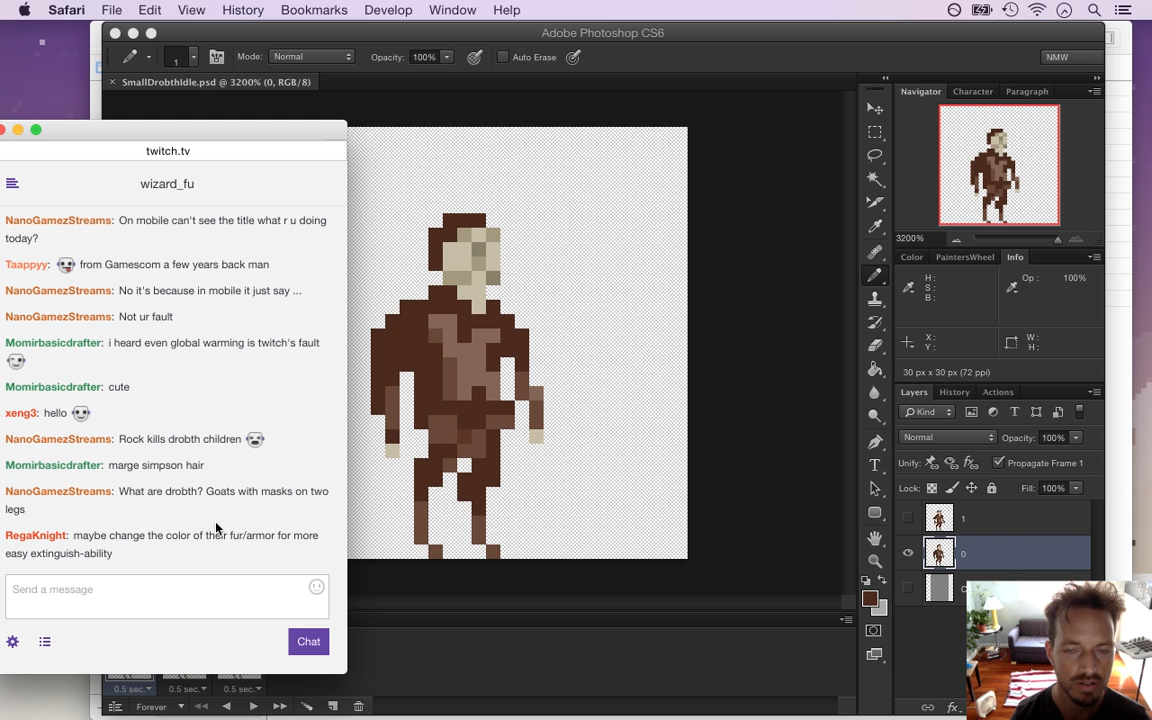 Safari File Edit View History Bookmarks Develop Window Help
Adobe Photoshop CS6
1 Mode: Normal Opacity: 100% Auto Erase NMW
SmallDrobthIdle.psd @ 3200% (0, RGB/8)
twitch.tv
wizard_fu
NanoGamezStreams: On mobile can't see the title what r u doing
today?
Taappyy: from Gamescom a few years back man
NanoGamezStreams: No it's because in mobile it just say ...
NanoGamezStreams: Not ur fault
Momirbasicdrafter: i heard even global warming is twitch's fault
Momirbasicdrafter: cute
xeng3: hello
NanoGamezStreams: Rock kills drobth children
Momirbasicdrafter: marge simpson hair
NanoGamezStreams: What are drobth? Goats with masks on two
legs
RegaKnight: maybe change the color of their fur/armor for more
easy extinguish-ability
Send a message
Chat
0.5 sec. 0.5 sec. 0.5 sec.
Forever
Navigator Character Paragraph
3200%
Color PaintersWheel Info
H:
S:
B:
Op: 100%
X:
Y:
W:
H:
30 px x 30 px (72 ppi)
Layers History Actions
Kind
Normal Opacity: 100%
Unify: Propagate Frame 1
Lock: Fill: 100%
1
0
fx